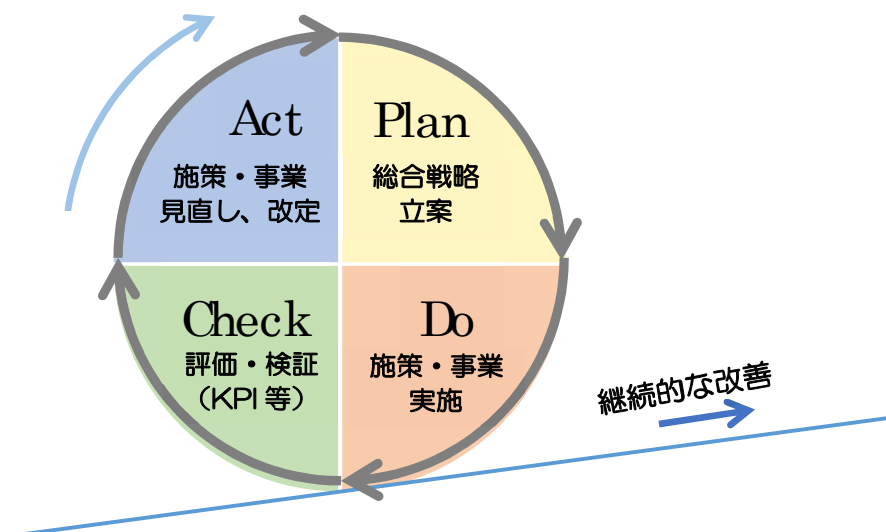 Act
施策・事業
見直し、改定
Plan
総合戦略
立案
Check
評価・検証
（KPI 等）
Do
施策・事業
実施
継続的な改善